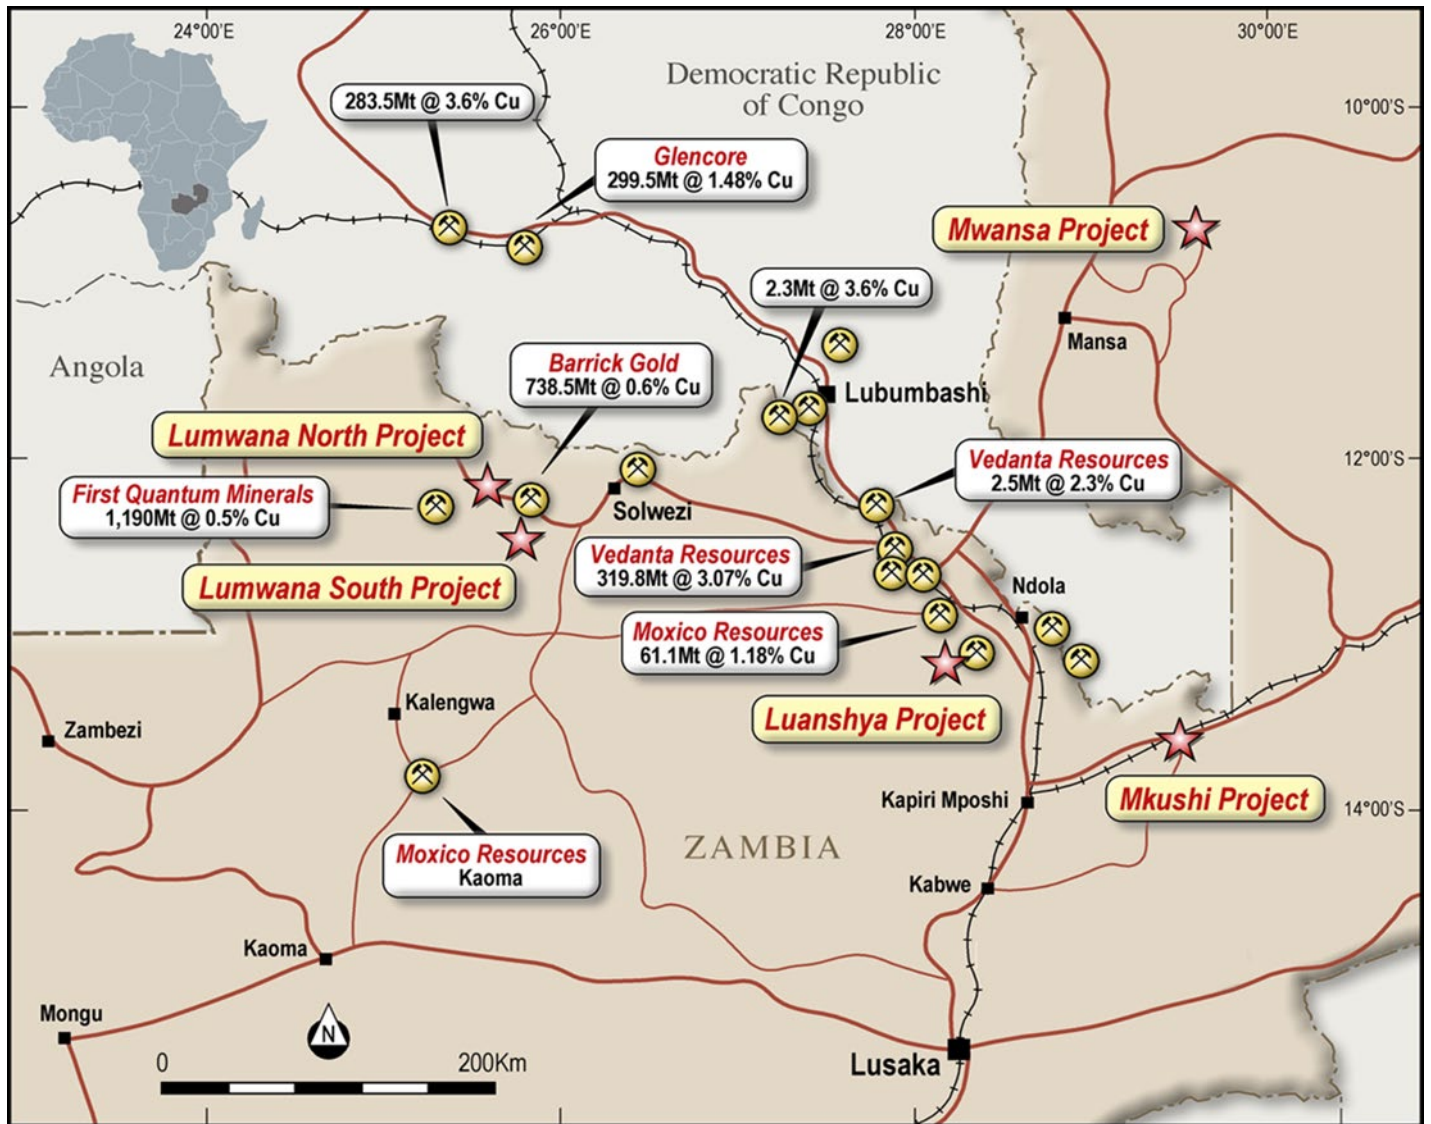 24°00'E
26°00'E
28°00'E
30°00'E
Democratic Republic
of Congo
283.5Mt @ 3.6% Cu
10°00'S
Glencore
299.5Mt @ 1.48% Cu
Mwansa Project
2.3Mt @ 3.6% Cu
Mansa
Angola
Barrick Gold
738.5Mt @ 0.6% Cu
Lubumbashi
Lumwana North Project
12°00'S
Vedanta Resources
2.5Mt @ 2.3% Cu
First Quantum Minerals
1,190Mt @ 0.5% Cu
Solwezi
Vedanta Resources
319.8Mt @ 3.07% Cu
Lumwana South Project
Ndola
Moxico Resources
61.1Mt @ 1.18% Cu
Kalengwa
Luanshya Project
Zambezi
Kapiri Mposhi
Mkushi Project
14°00'S
ZAMBIA
Moxico Resources
Kaoma
Kabwe
Kaoma
Mongu
N
0
200Km
Lusaka